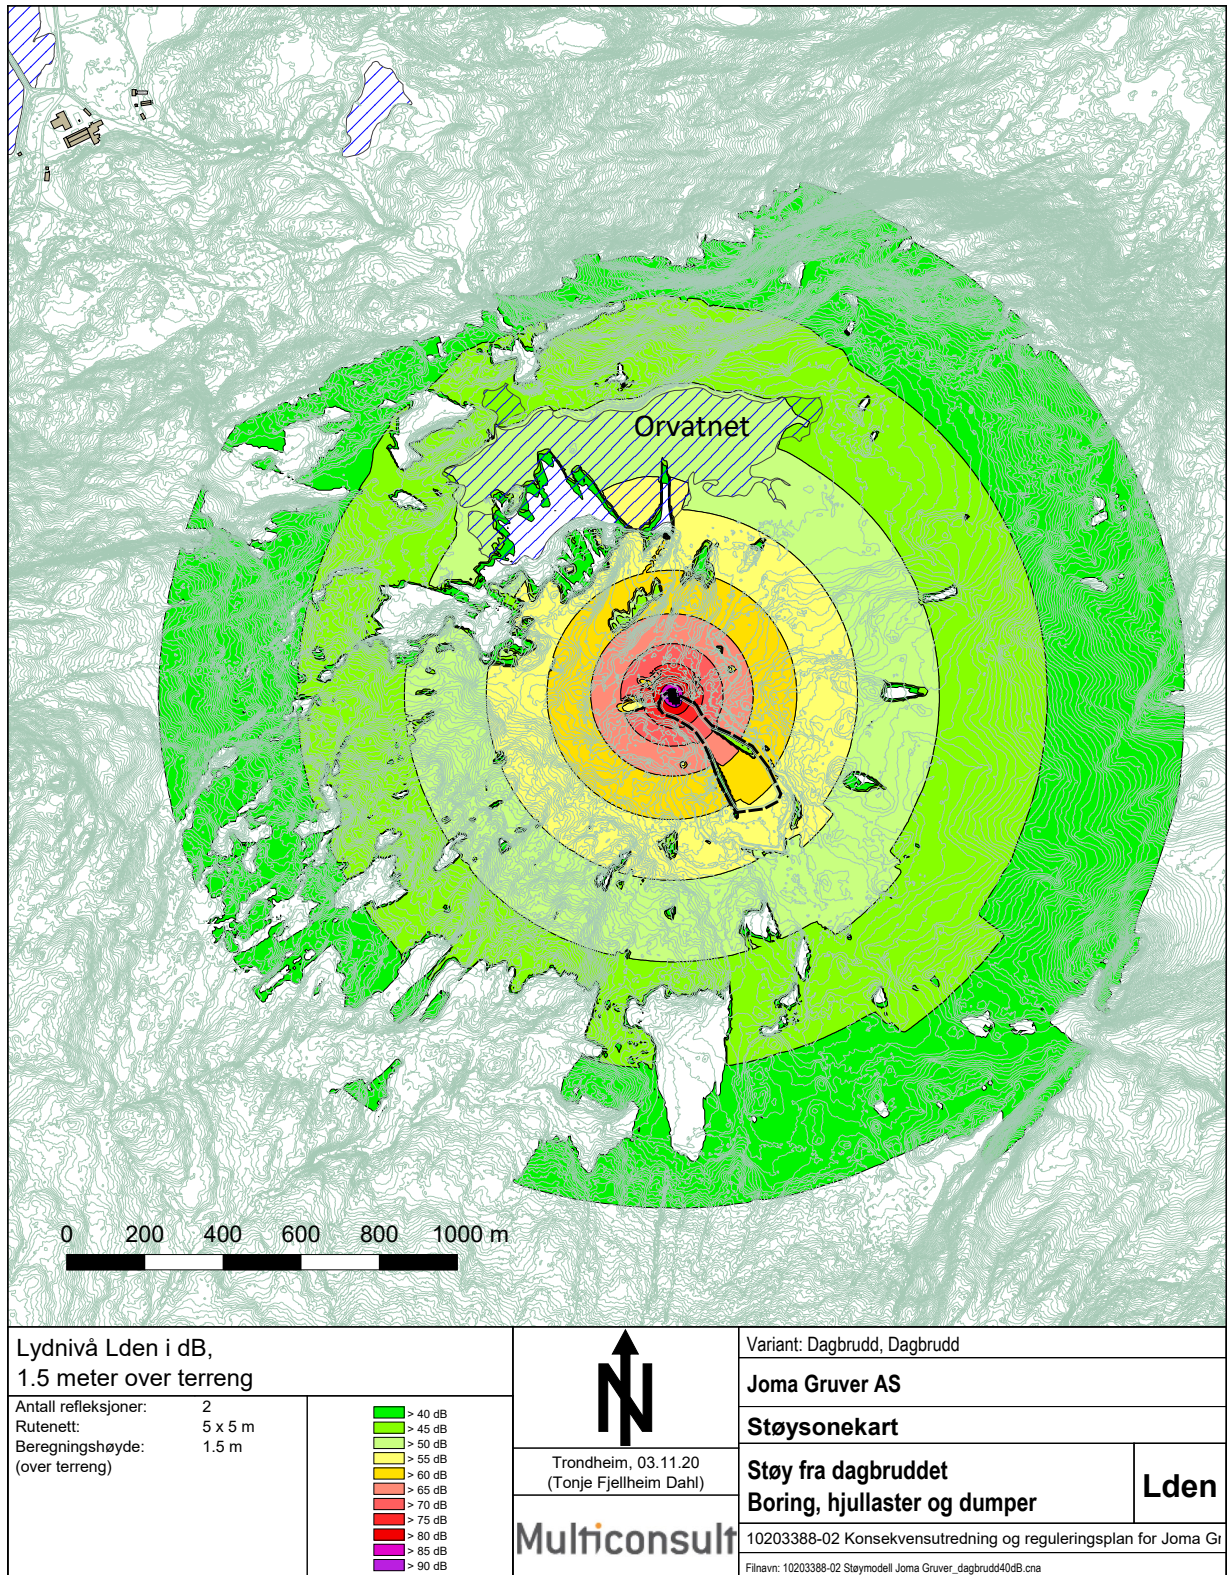 Orvatnet
0 200 400 600 800 1000 m
Lydnivå Lden i dB,
1.5 meter over terreng
Antall refleksjoner: 2
Rutenett: 5 x 5 m
Beregningshøyde: 1.5 m
(over terreng)
> 40 dB
> 45 dB
> 50 dB
> 55 dB
> 60 dB
> 65 dB
> 70 dB
> 75 dB
> 80 dB
> 85 dB
> 90 dB
N
Trondheim, 03.11.20
(Tonje Fjellheim Dahl)
Multiconsult
Variant: Dagbrudd, Dagbrudd
Joma Gruver AS
Støysonekart
Støy fra dagbruddet
Boring, hjullaster og dumper
Lden
10203388-02 Konsekvensutredning og reguleringsplan for Joma Gr
Filnavn: 10203388-02 Støymodell Joma Gruver_dagbrudd40dB.cna